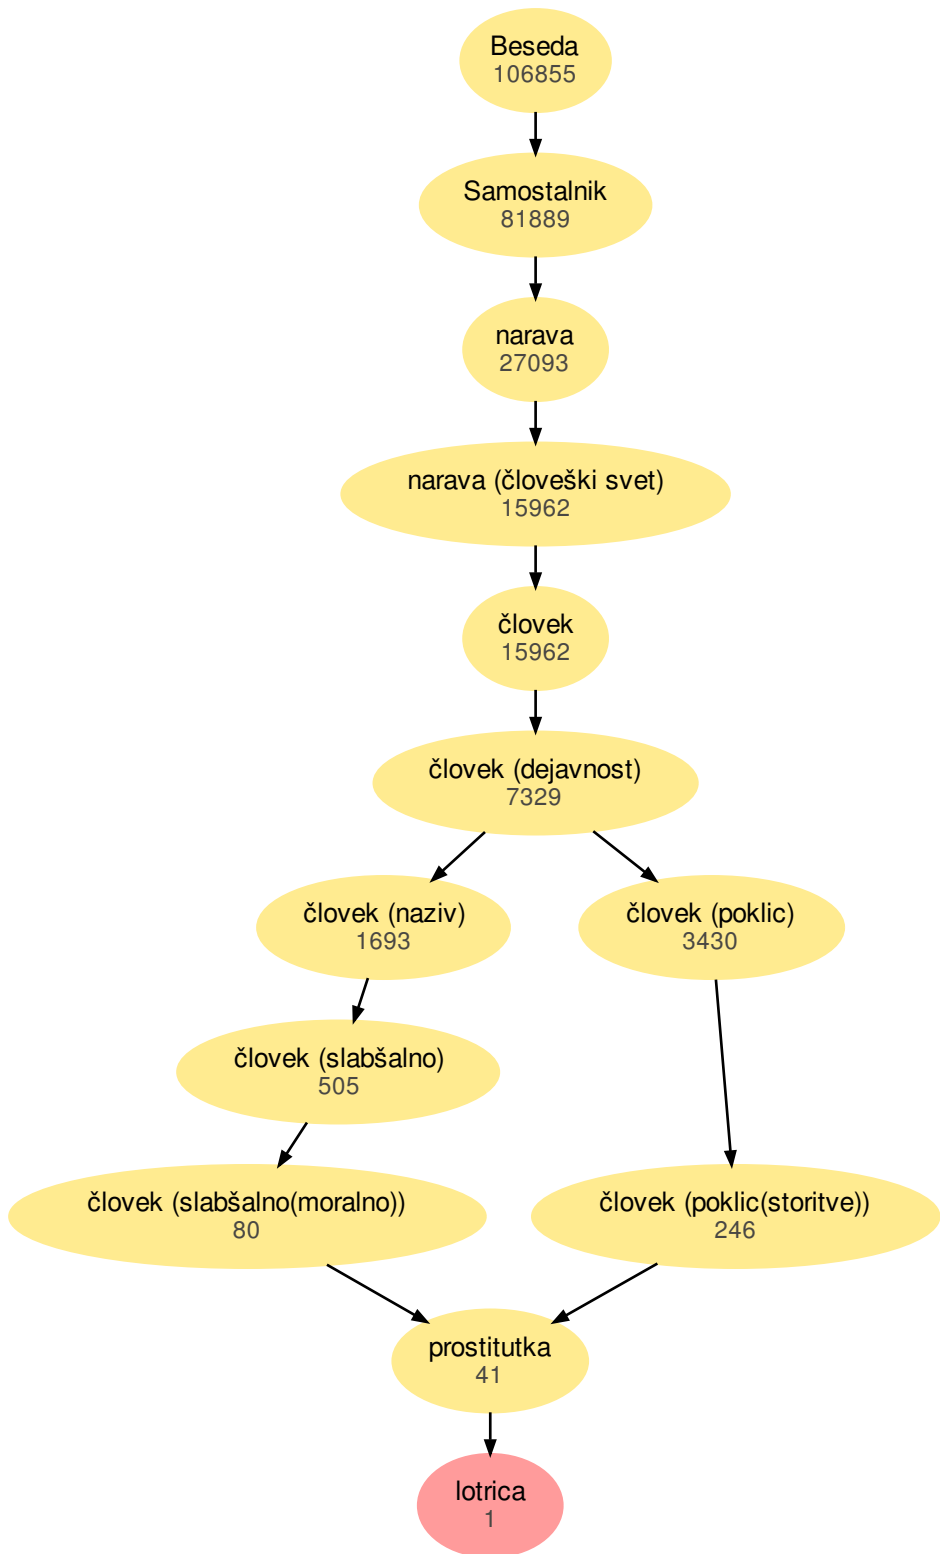 Beseda
106855
Samostalnik
81889
narava
27093
narava (človeški svet)
15962
človek
15962
človek (dejavnost)
7329
človek (naziv)
1693
človek (poklic)
3430
človek (slabšalno)
505
človek (slabšalno(moralno))
80
človek (poklic(storitve))
246
prostitutka
41
lotrica
1